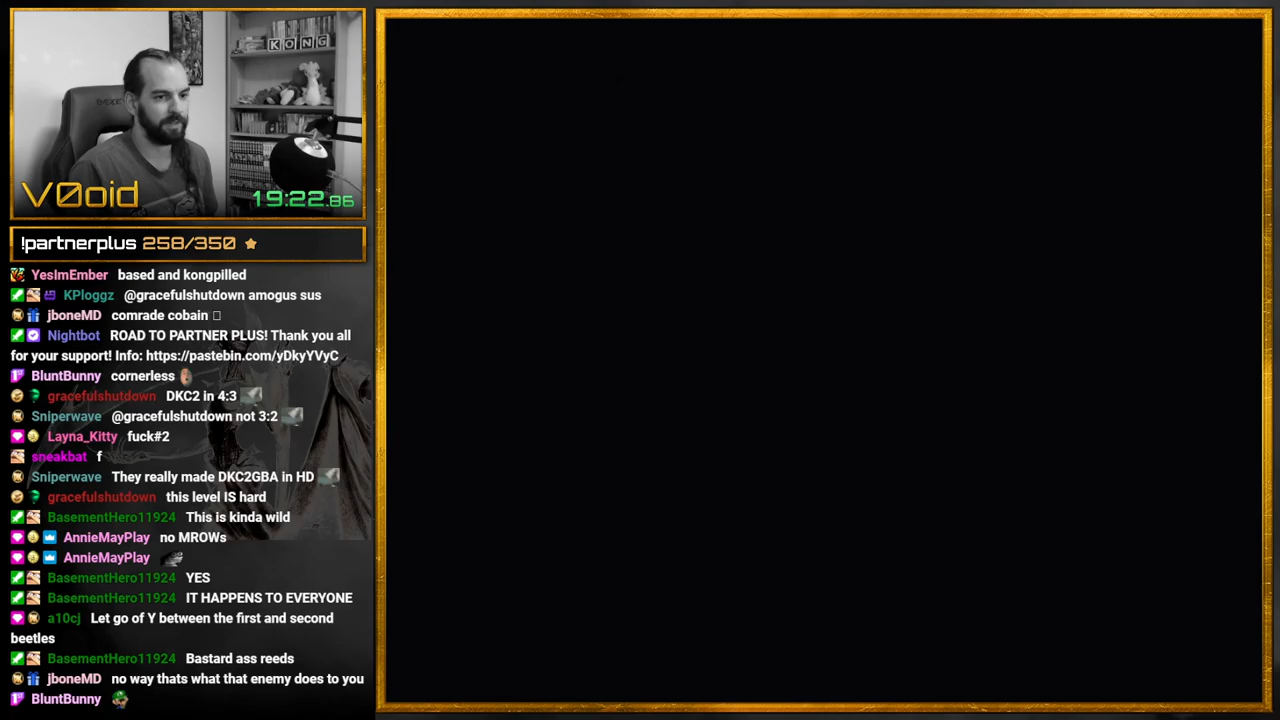 KONG
V0oid
19:22.86
!partnerplus 258/350
YesImEmber based and kongpilled
KPloggz @gracefulshutdown amogus sus
jboneMD comrade cobain
Nightbot ROAD TO PARTNER PLUS! Thank you all
for your support! Info: https://pastebin.com/yDkyYVyC
BluntBunny cornerless
gracefulshutdown DKC2 in 4:3
Sniperwave @gracefulshutdown not 3:2
Layna_Kitty fuck#2
sneakbat f
Sniperwave They really made DKC2GBA in HD
gracefulshutdown this level IS hard
BasementHero11924 This is kinda wild
AnnieMayPlay no MROWs
AnnieMayPlay
BasementHero11924 YES
BasementHero11924 IT HAPPENS TO EVERYONE
a10cj Let go of Y between the first and second
beetles
BasementHero11924 Bastard ass reeds
jboneMD no way thats what that enemy does to you
BluntBunny